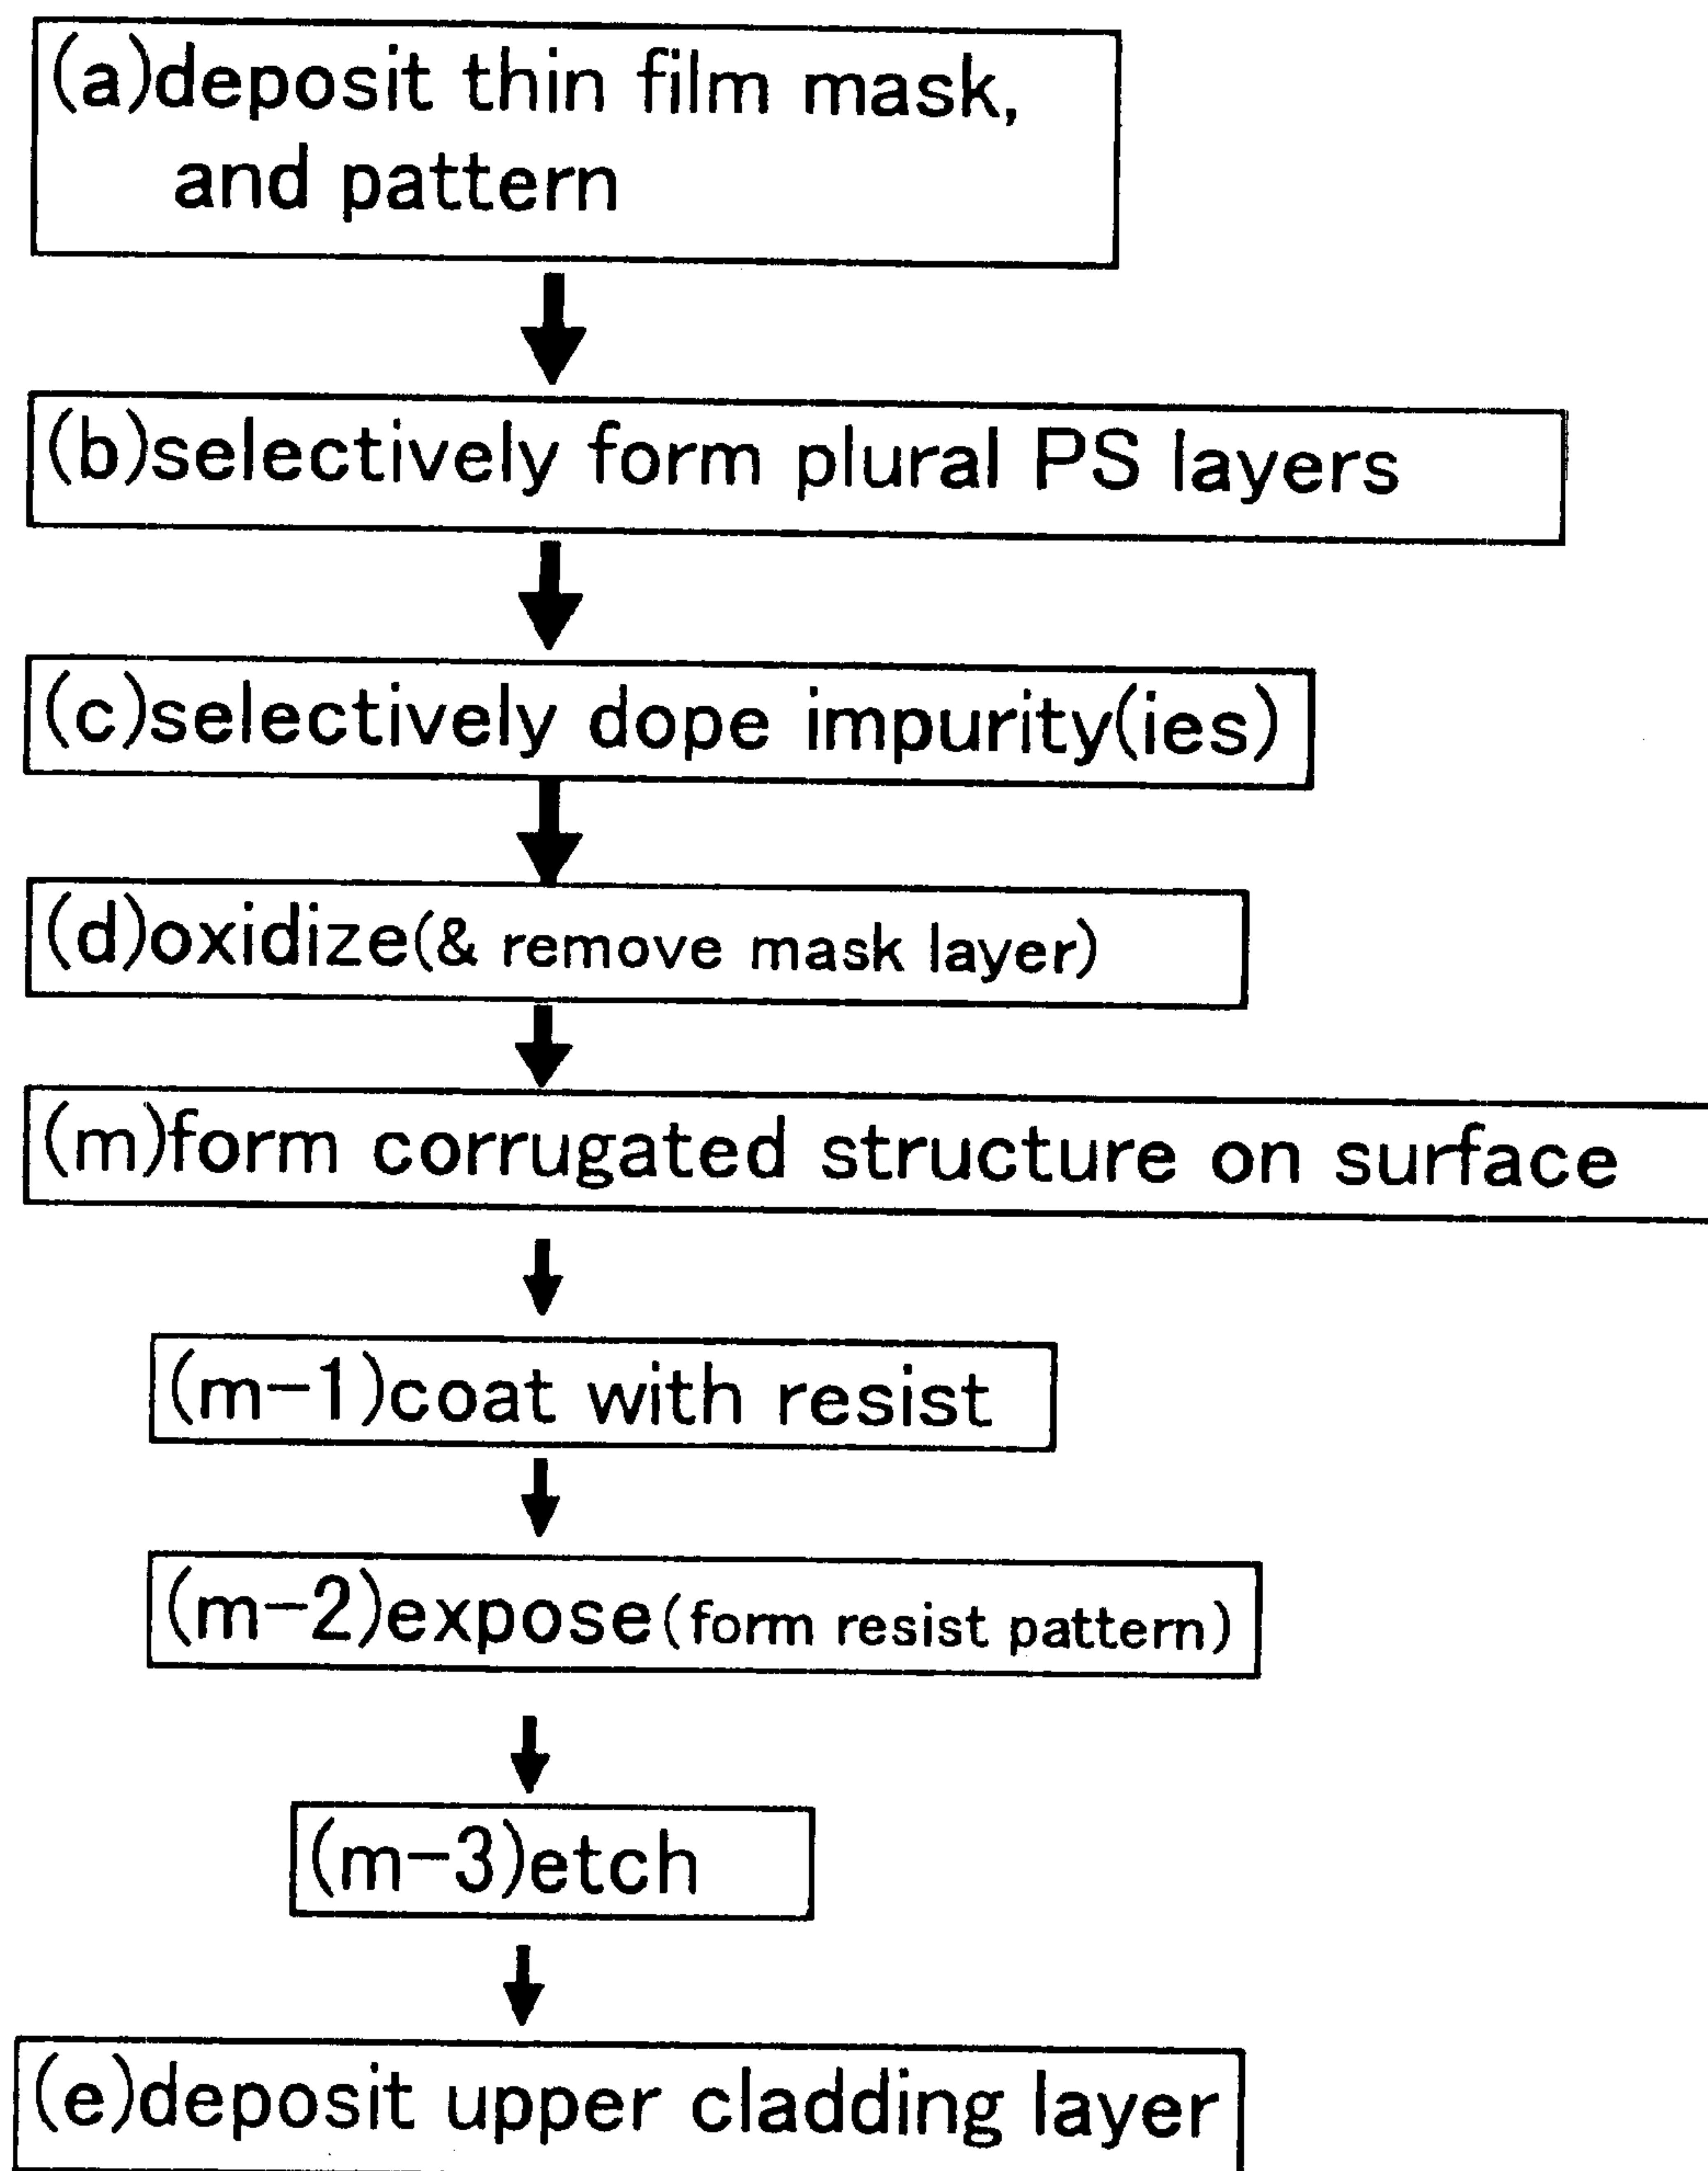 (a)deposit thin film mask,
and pattern
(b)selectively form plural PS layers
(c)selectively dope impurity(ies)
(d)oxidize(& remove mask layer)
(m)form corrugated structure on surface
(m-1)coat with resist
(m-2)expose(form resist pattern)
(m-3)etch
(e)deposit upper cladding layer